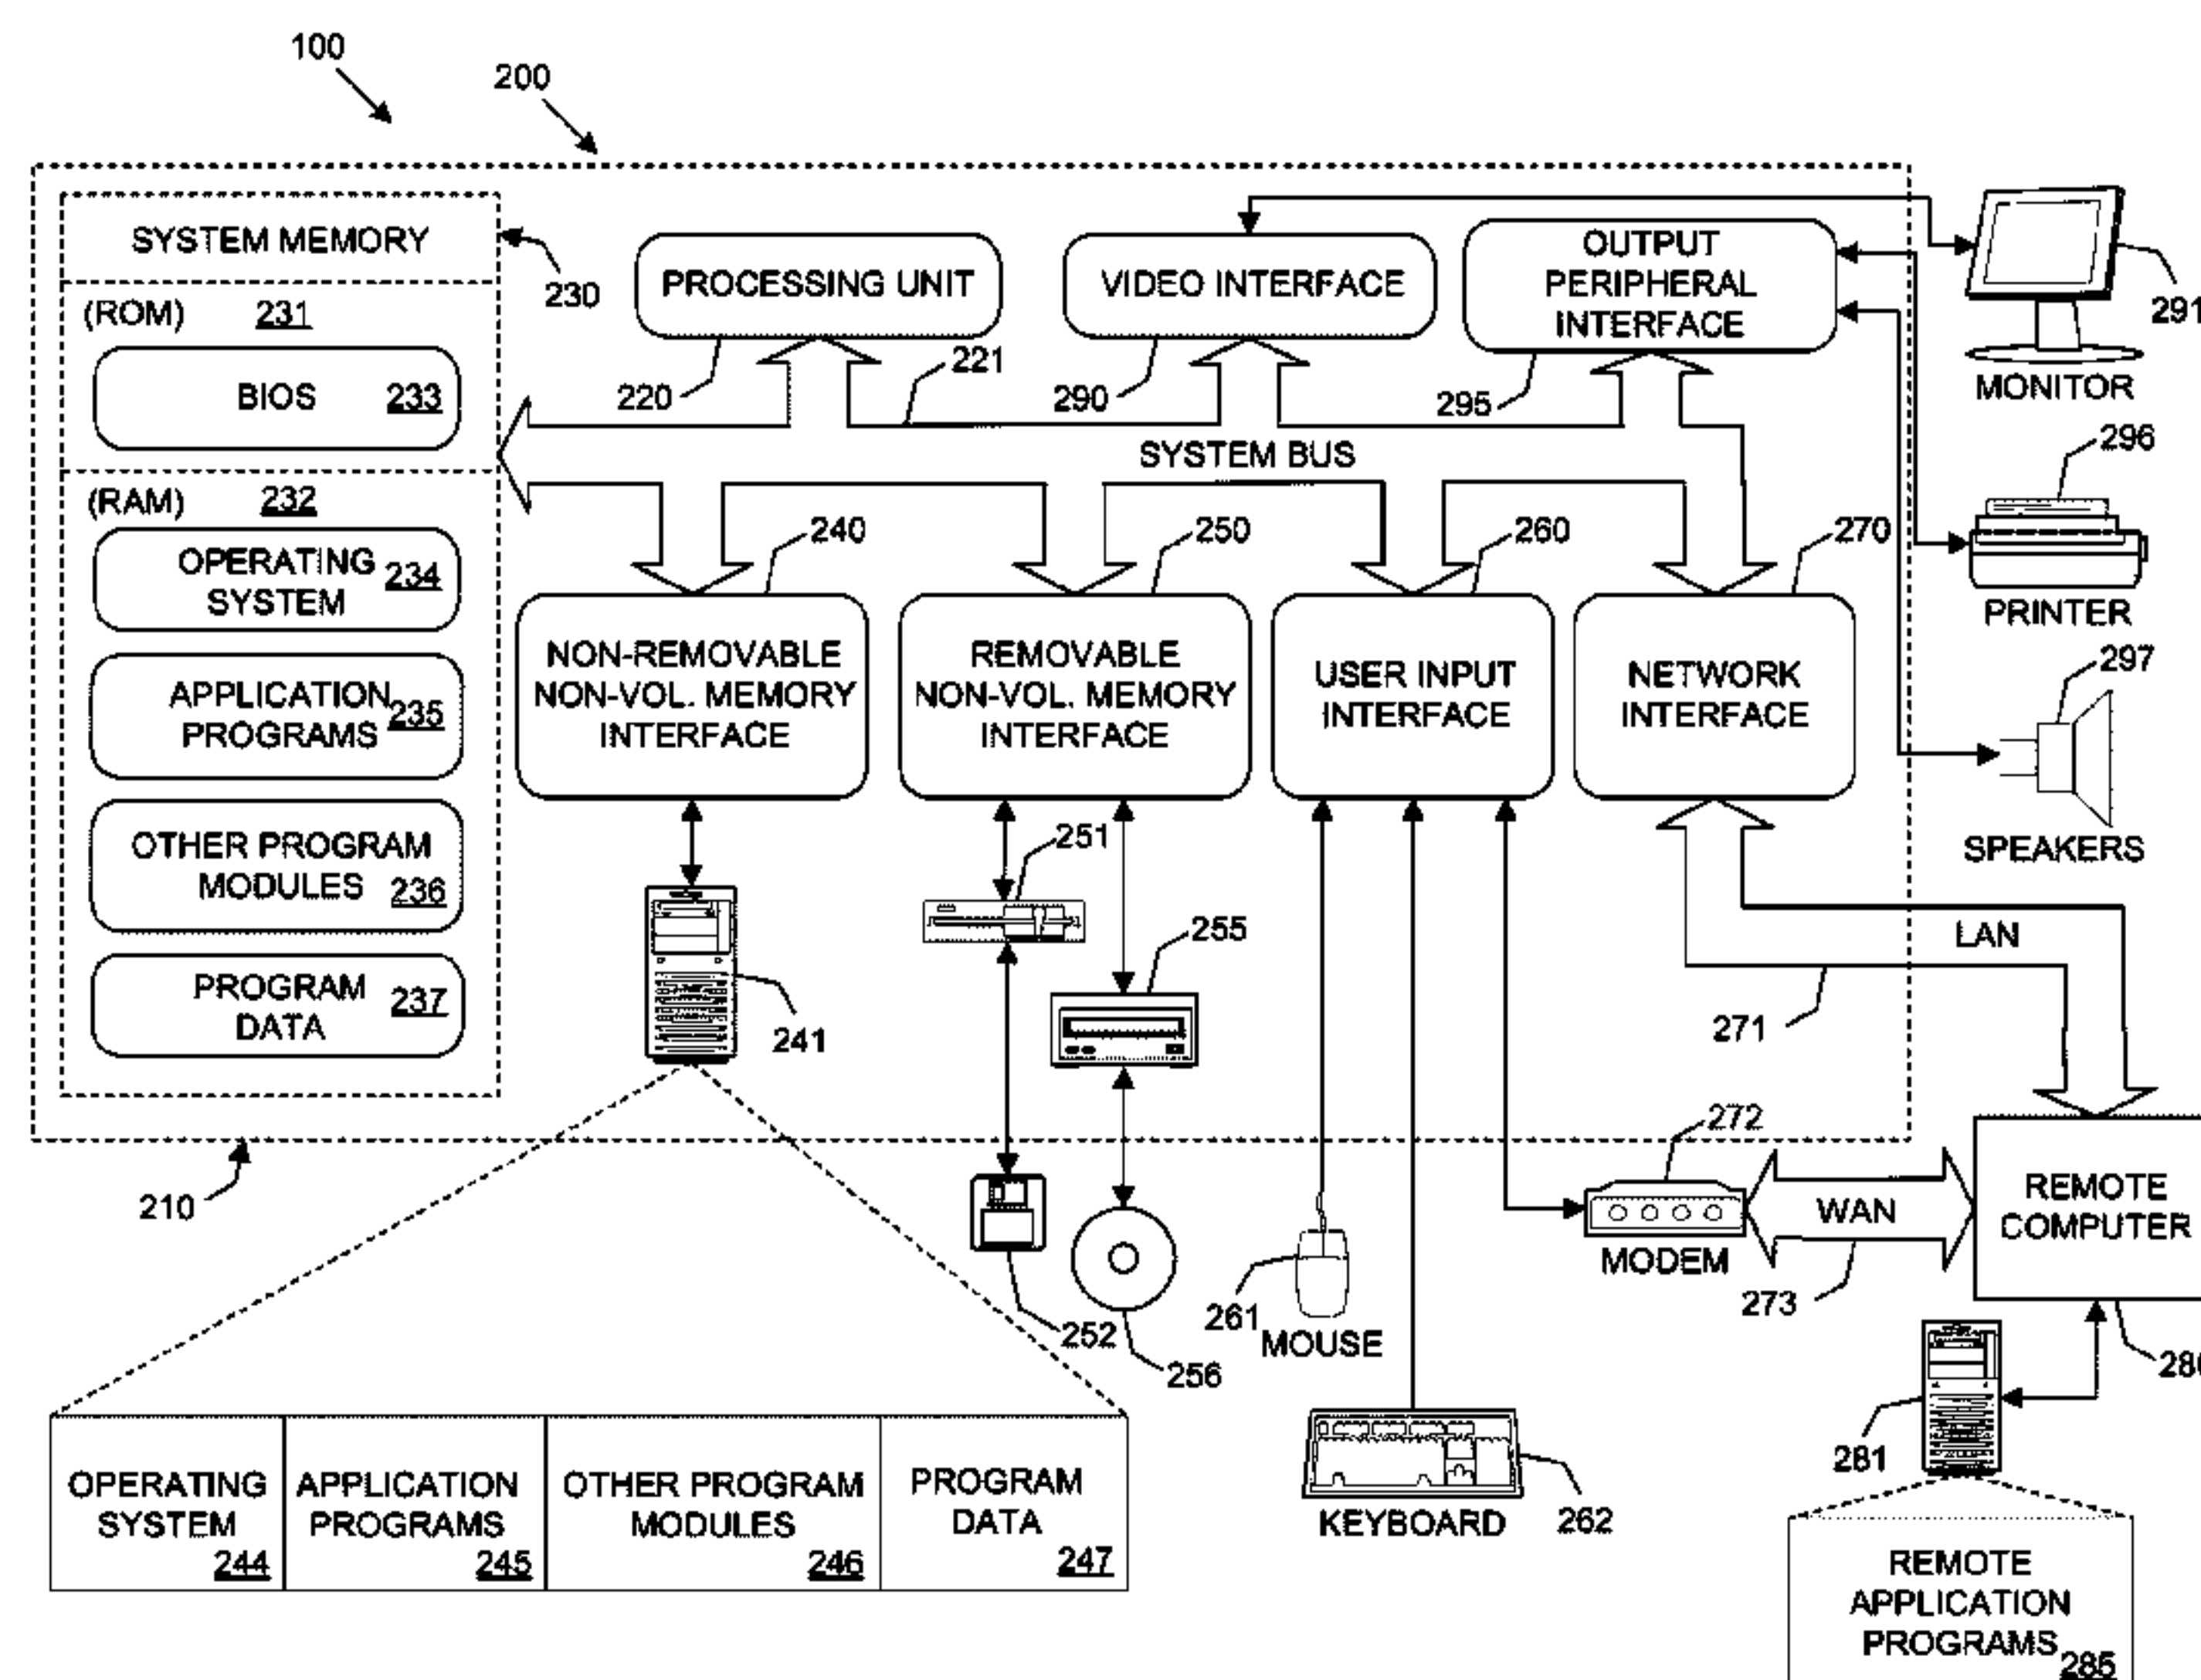 100
200
SYSTEM MEMORY
230
(ROM) 231
BIOS 233
(RAM) 232
OPERATING
SYSTEM 234
APPLICATION
PROGRAMS 235
OTHER PROGRAM
MODULES 236
PROGRAM
DATA 237
210
PROCESSING UNIT
220
221
VIDEO INTERFACE
290
OUTPUT
PERIPHERAL
INTERFACE
295
SYSTEM BUS
240
NON-REMOVABLE
NON-VOL. MEMORY
INTERFACE
250
REMOVABLE
NON-VOL. MEMORY
INTERFACE
260
USER INPUT
INTERFACE
270
NETWORK
INTERFACE
291
MONITOR
296
PRINTER
297
SPEAKERS
241
251
255
252
256
LAN
271
272
MODEM
WAN
273
REMOTE
COMPUTER
261
MOUSE
KEYBOARD
262
281
OPERATING
SYSTEM
244
APPLICATION
PROGRAMS
245
OTHER PROGRAM
MODULES
246
PROGRAM
DATA
247
REMOTE
APPLICATION
PROGRAMS
285